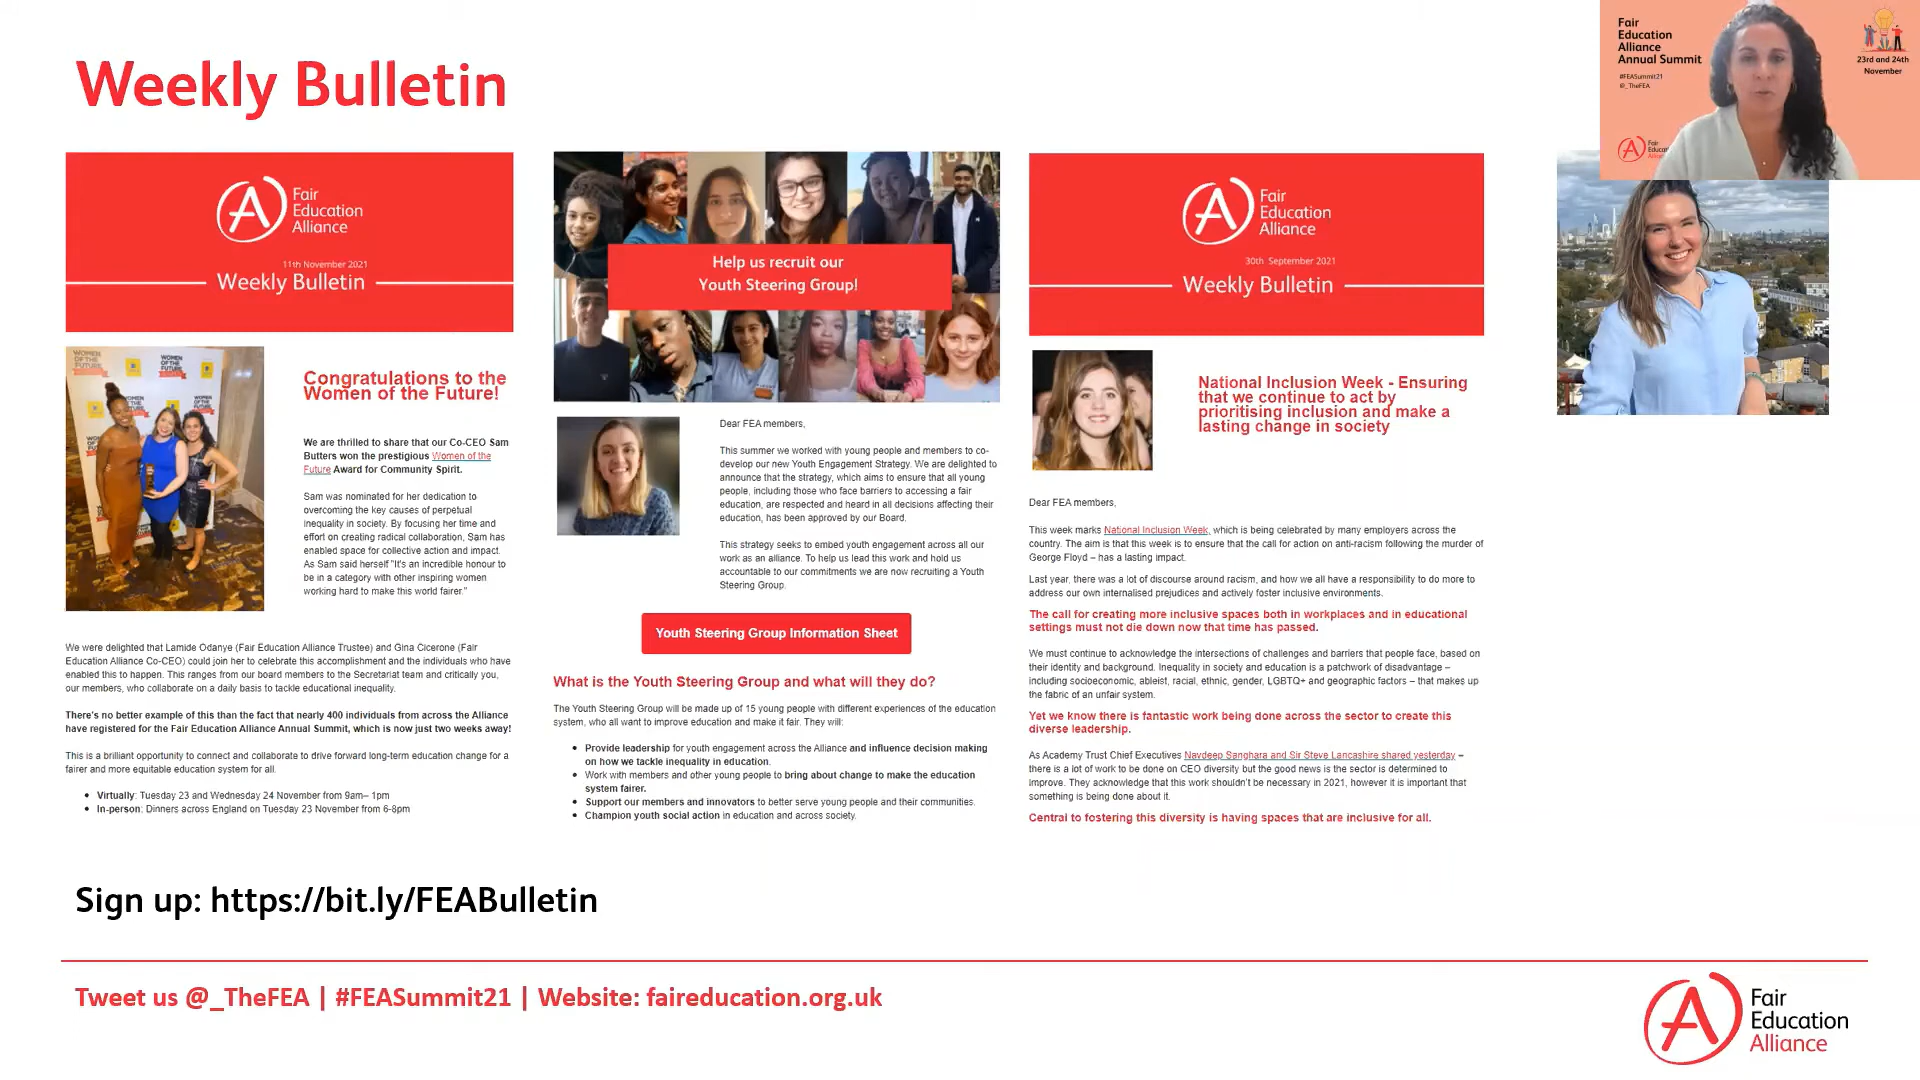 Weekly Bulletin
Fair
Education
Alliance
11th November 2021
Weekly Bulletin
WOMEN
OF THE
FUTURE
Congratulations to the
Women of the Future!
We are thrilled to share that our Co-CEO Sam
Butters won the prestigious Women of the
Future Award for Community Spirit.
Sam was nominated for her dedication to
overcoming the key causes of perpetual
inequality in society. By focusing her time and
effort on creating radical collaboration, Sam has
enabled space for collective action and impact.
As Sam said herself "It's an incredible honour to
be in a category with other inspiring women
working hard to make this world fairer."
We were delighted that Lamide Odanye (Fair Education Alliance Trustee) and Gina Cicerone (Fair
Education Alliance Co-CEO) could join her to celebrate this accomplishment and the individuals who have
enabled this to happen. This ranges from our board members to the Secretariat team and critically you,
our members, who collaborate on a daily basis to tackle educational inequality.
There's no better example of this than the fact that nearly 400 individuals from across the Alliance
have registered for the Fair Education Alliance Annual Summit, which is now just two weeks away!
This is a brilliant opportunity to connect and collaborate to drive forward long-term education change for a
fairer and more equitable education system for all.
• Virtually: Tuesday 23 and Wednesday 24 November from 9am– 1pm
• In-person: Dinners across England on Tuesday 23 November from 6-8pm
Help us recruit our
Youth Steering Group!
Dear FEA members,
This summer we worked with young people and members to co-
develop our new Youth Engagement Strategy. We are delighted to
announce that the strategy, which aims to ensure that all young
people, including those who face barriers to accessing a fair
education, are respected and heard in all decisions affecting their
education, has been approved by our Board.
This strategy seeks to embed youth engagement across all our
work as an alliance. To help us lead this work and hold us
accountable to our commitments we are now recruiting a Youth
Steering Group.
Youth Steering Group Information Sheet
What is the Youth Steering Group and what will they do?
The Youth Steering Group will be made up of 15 young people with different experiences of the education
system, who all want to improve education and make it fair. They will:
• Provide leadership for youth engagement across the Alliance and influence decision making
on how we tackle inequality in education.
• Work with members and other young people to bring about change to make the education
system fairer.
• Support our members and innovators to better serve young people and their communities.
• Champion youth social action in education and across society.
Fair
Education
Alliance
30th September 2021
Weekly Bulletin
National Inclusion Week - Ensuring
that we continue to act by
prioritising inclusion and make a
lasting change in society
Dear FEA members,
This week marks National Inclusion Week, which is being celebrated by many employers across the
country. The aim is that this week is to ensure that the call for action on anti-racism following the murder of
George Floyd – has a lasting impact.
Last year, there was a lot of discourse around racism, and how we all have a responsibility to do more to
address our own internalised prejudices and actively foster inclusive environments.
The call for creating more inclusive spaces both in workplaces and in educational
settings must not die down now that time has passed.
We must continue to acknowledge the intersections of challenges and barriers that people face, based on
their identity and background. Inequality in society and education is a patchwork of disadvantage –
including socioeconomic, ableist, racial, ethnic, gender, LGBTQ+ and geographic factors – that makes up
the fabric of an unfair system.
Yet we know there is fantastic work being done across the sector to create this
diverse leadership.
As Academy Trust Chief Executives Navdeep Sanghara and Sir Steve Lancashire shared yesterday –
there is a lot of work to be done on CEO diversity but the good news is the sector is determined to
improve. They acknowledge that this work shouldn't be necessary in 2021, however it is important that
something is being done about it.
Central to fostering this diversity is having spaces that are inclusive for all.
Fair
Education
Alliance
Annual Summit
#FEASummit21
@_TheFEA
23rd and 24th
November
Fair
Sign up: https://bit.ly/FEABulletin
Tweet us @_TheFEA | #FEASummit21 | Website: faireducation.org.uk
Fair
Education
Alliance